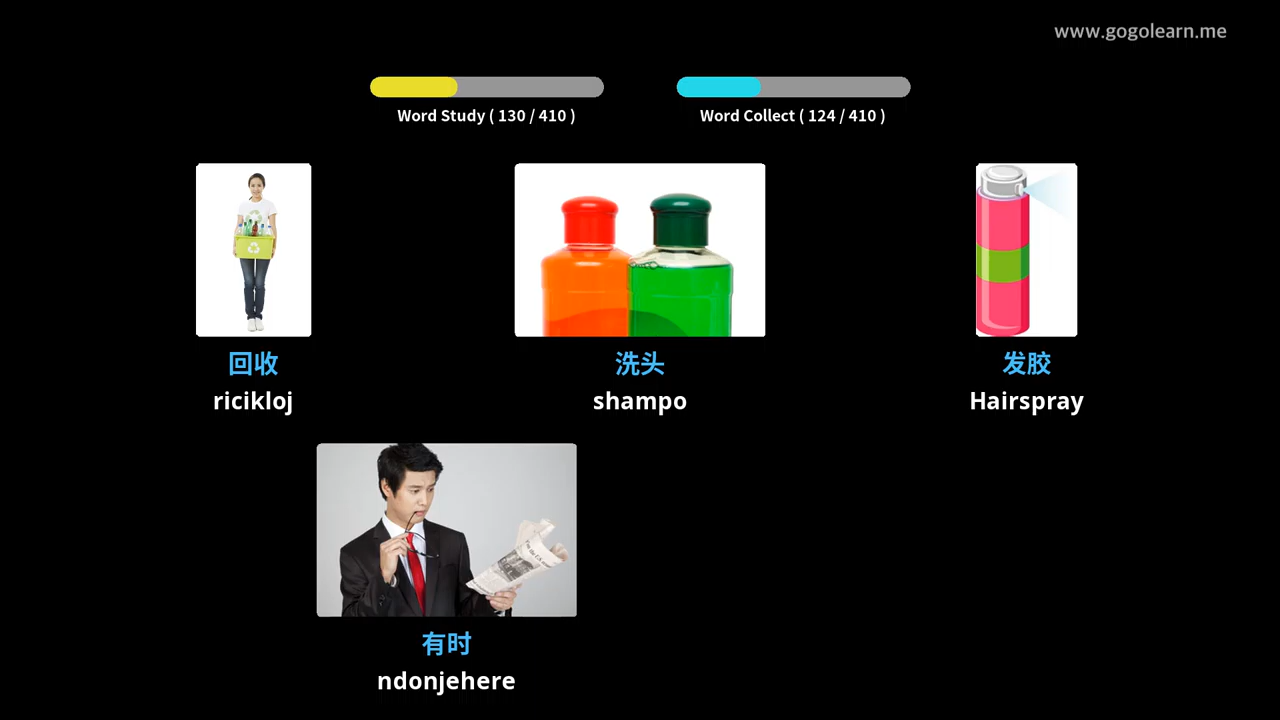 www.gogolearn.me
Word Study ( 130 / 410 )
Word Collect ( 124 / 410 )
回收
ricikloj
洗头
shampo
发胶
Hairspray
有时
ndonjehere